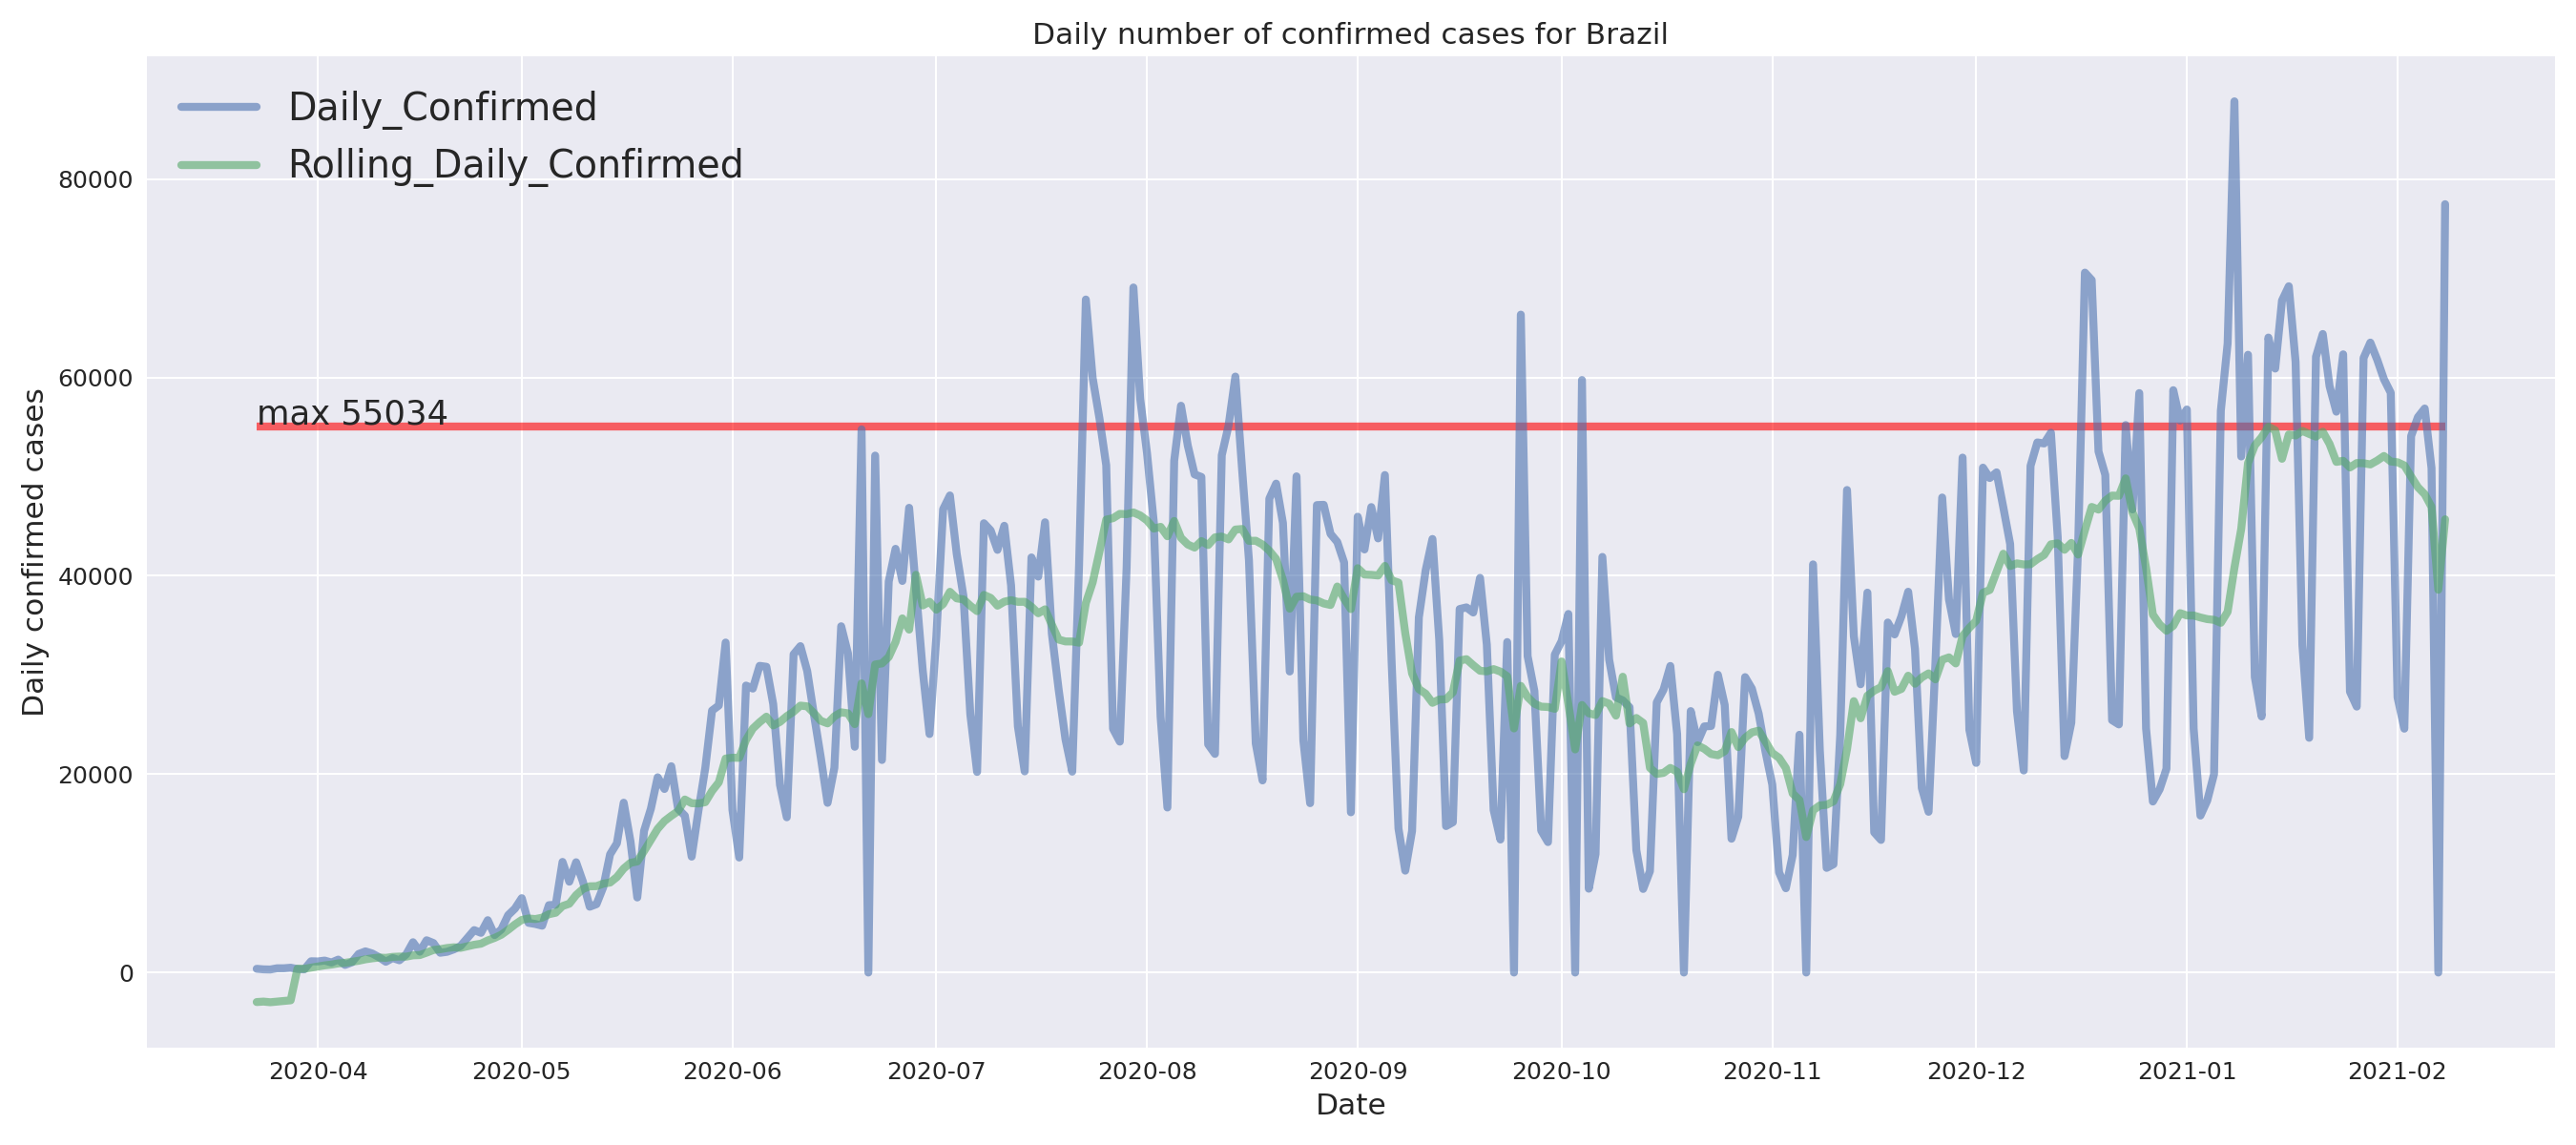 Daily number of confirmed cases for Brazil
Daily_Confirmed
Rolling_Daily_Confirmed
80000
60000
max 55034
40000
20000
0
Daily confirmed cases
2020-04 2020-05 2020-06 2020-07 2020-08 2020-09 2020-10 2020-11 2020-12 2021-01 2021-02
Date